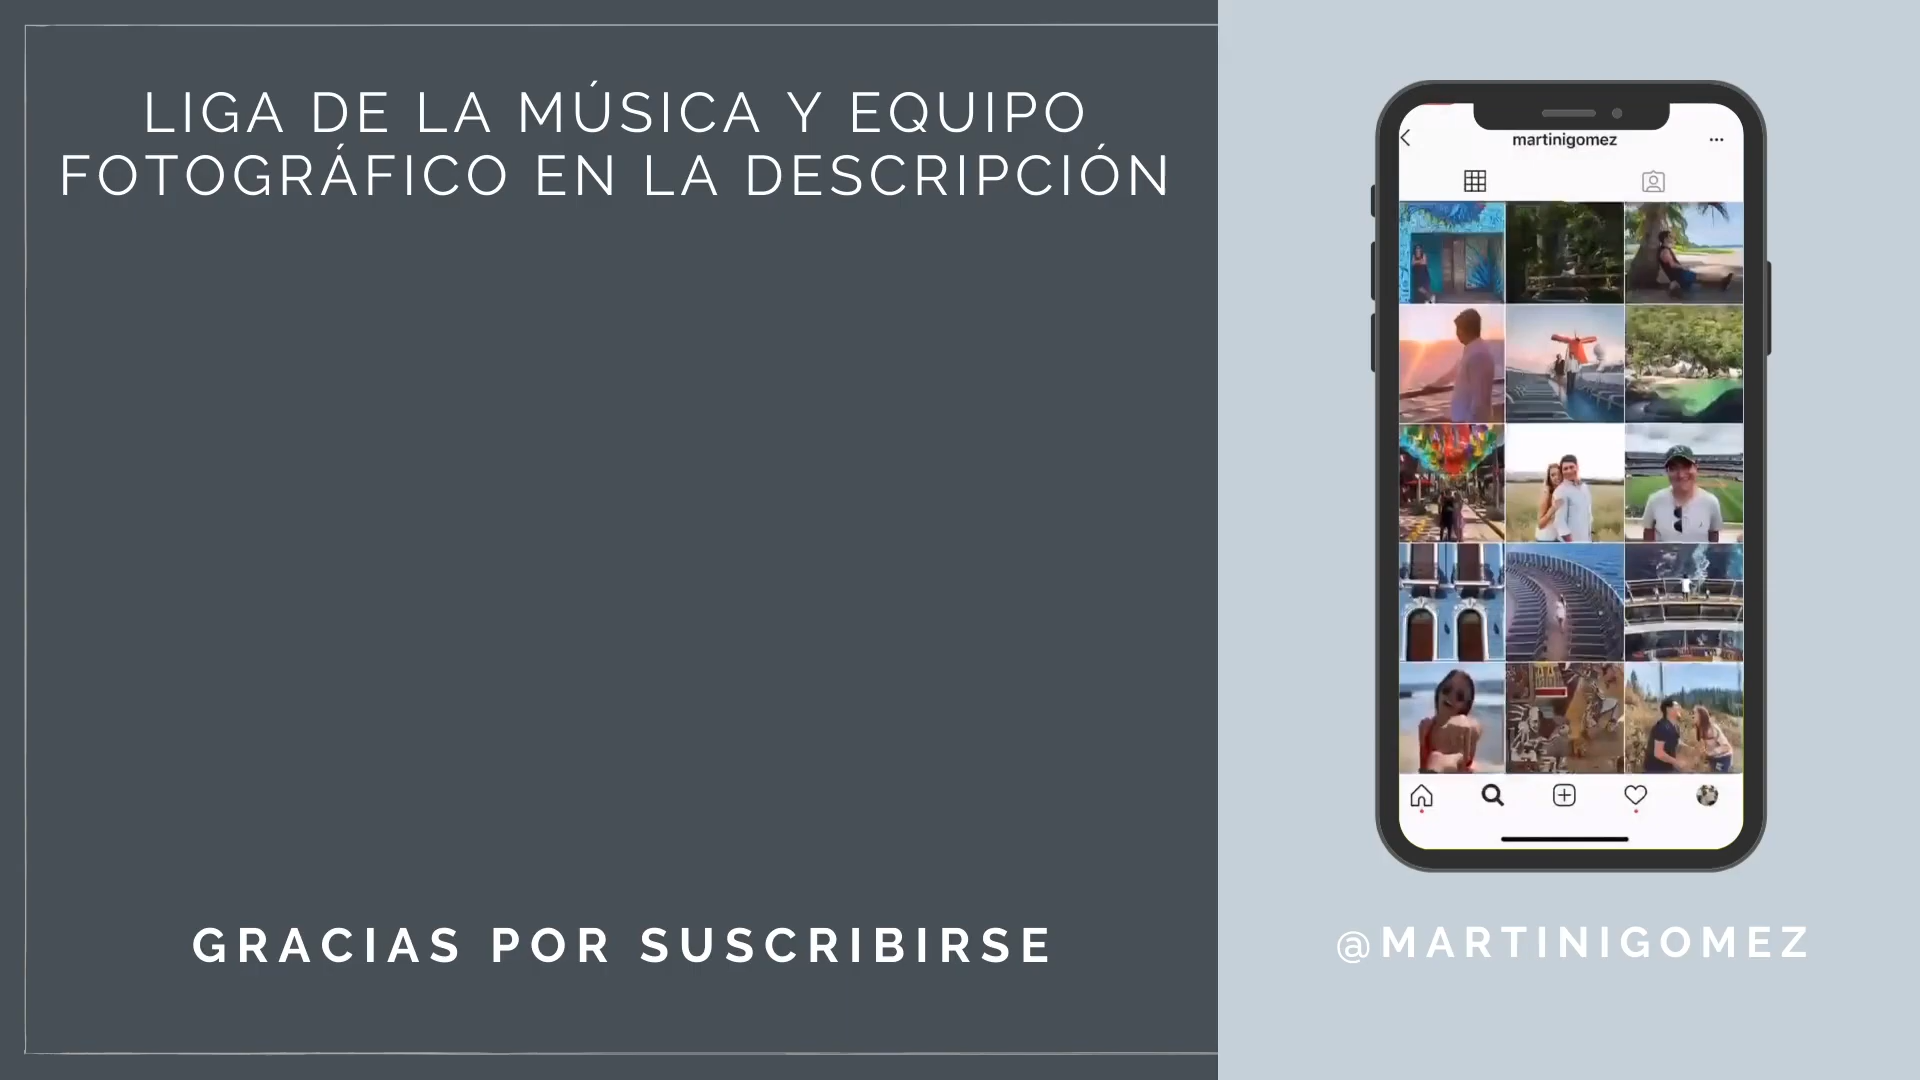 LIGA DE LA MÚSICA Y EQUIPO
FOTOGRÁFICO EN LA DESCRIPCIÓN
GRACIAS POR SUSCRIBIRSE
martinigomez
@MARTINIGOMEZ